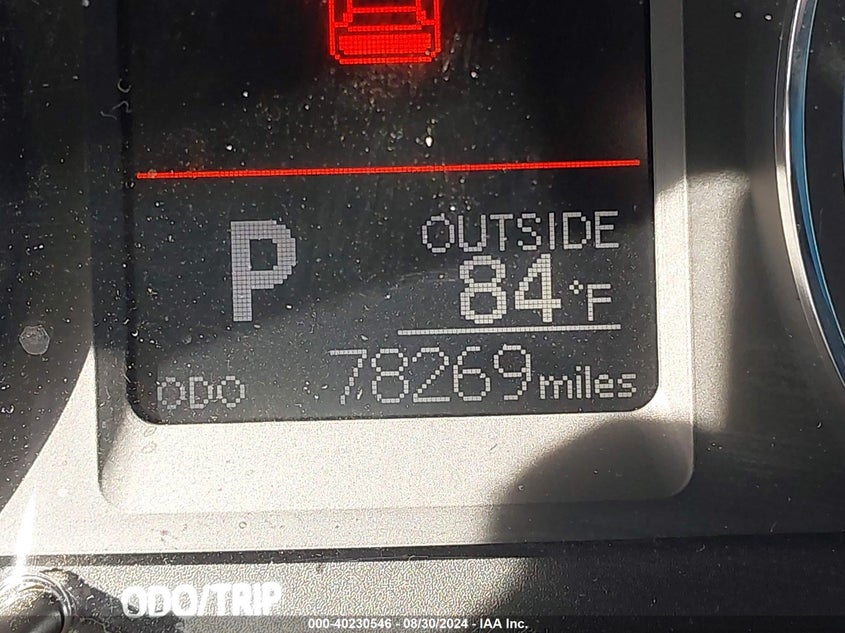 P
OUTSIDE
84°F
ODO 78269 miles
ODO/TRIP
000-40230546 - 08/30/2024 - IAA Inc.